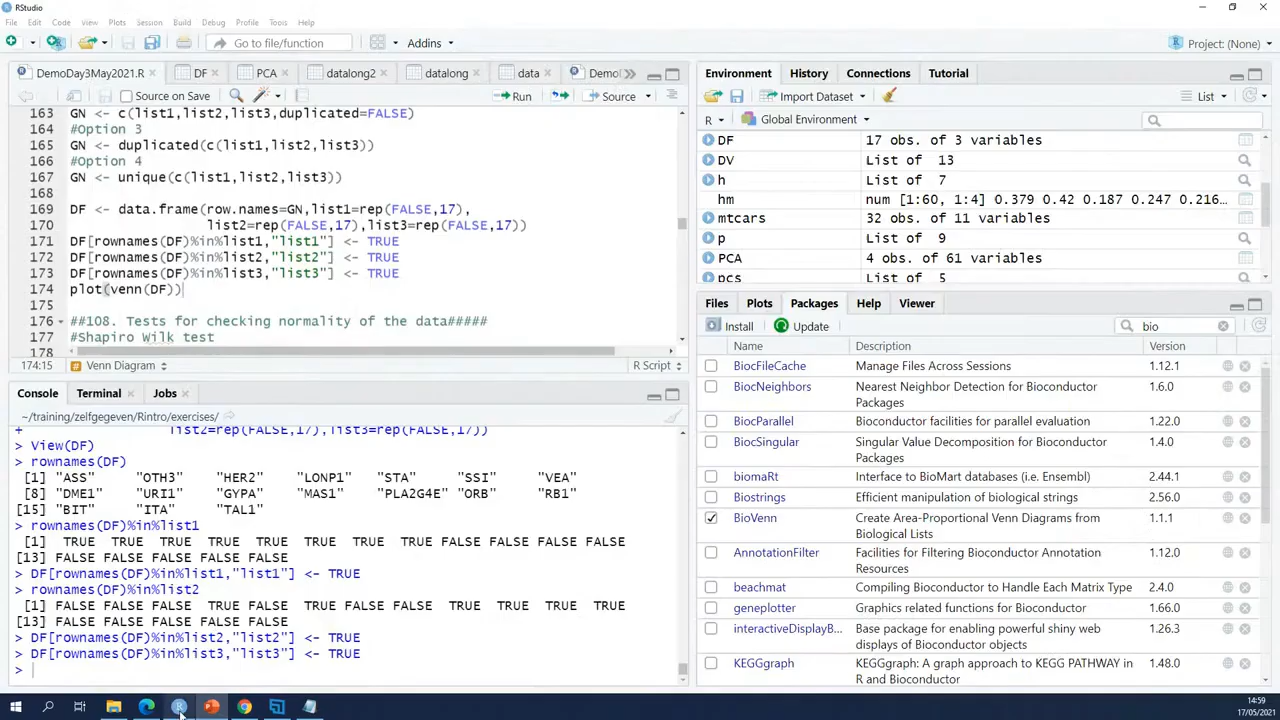 RStudio
File Edit Code View Plots Session Build Debug Profile Tools Help
Go to file/function Addins Project: (None)
DemoDay3May2021.R DF PCA datalong2 datalong data Demo
Source on Save Run Source
163 GN <- c(list1,list2,list3,duplicated=FALSE)
164 #Option 3
165 GN <- duplicated(c(list1,list2,list3))
166 #Option 4
167 GN <- unique(c(list1,list2,list3))
168
169 DF <- data.frame(row.names=GN,list1=rep(FALSE,17),
170 list2=rep(FALSE,17),list3=rep(FALSE,17))
171 DF[rownames(DF)%in%list1,"list1"] <- TRUE
172 DF[rownames(DF)%in%list2,"list2"] <- TRUE
173 DF[rownames(DF)%in%list3,"list3"] <- TRUE
174 plot(venn(DF))
175
176 ##108. Tests for checking normality of the data#####
177 #Shapiro Wilk test
178
174:15 Venn Diagram R Script
Console Terminal Jobs
~/training/zelfgegeven/Rintro/exercises/
+ list2=rep(FALSE,17),list3=rep(FALSE,17))
> View(DF)
> rownames(DF)
[1] "ASS" "OTH3" "HER2" "LONP1" "STA" "SSI" "VEA"
[8] "DME1" "URI1" "GYPA" "MAS1" "PLA2G4E" "ORB" "RB1"
[15] "BIT" "ITA" "TAL1"
> rownames(DF)%in%list1
[1] TRUE TRUE TRUE TRUE TRUE TRUE TRUE TRUE FALSE FALSE FALSE FALSE
[13] FALSE FALSE FALSE FALSE FALSE
> DF[rownames(DF)%in%list1,"list1"] <- TRUE
> rownames(DF)%in%list2
[1] FALSE FALSE FALSE TRUE FALSE TRUE FALSE FALSE TRUE TRUE TRUE TRUE
[13] FALSE FALSE FALSE FALSE FALSE
> DF[rownames(DF)%in%list2,"list2"] <- TRUE
> DF[rownames(DF)%in%list3,"list3"] <- TRUE
>
Environment History Connections Tutorial
Import Dataset List
R Global Environment
DF 17 obs. of 3 variables
DV List of 13
h List of 7
hm num [1:60, 1:4] 0.379 0.42 0.187 0.247 0.216...
mtcars 32 obs. of 11 variables
p List of 9
PCA 4 obs. of 61 variables
pcs List of 5
Files Plots Packages Help Viewer
Install Update bio
Name Description Version
BiocFileCache Manage Files Across Sessions 1.12.1
BiocNeighbors Nearest Neighbor Detection for Bioconductor 1.6.0
Packages
BiocParallel Bioconductor facilities for parallel evaluation 1.22.0
BiocSingular Singular Value Decomposition for Bioconductor 1.4.0
Packages
biomaRt Interface to BioMart databases (i.e. Ensembl) 2.44.1
Biostrings Efficient manipulation of biological strings 2.56.0
BioVenn Create Area-Proportional Venn Diagrams from 1.1.1
Biological Lists
AnnotationFilter Facilities for Filtering Bioconductor Annotation 1.12.0
Resources
beachmat Compiling Bioconductor to Handle Each Matrix Type 2.4.0
geneplotter Graphics related functions for Bioconductor 1.66.0
interactiveDisplayB... Base package for enabling powerful shiny web 1.26.3
displays of Bioconductor objects
KEGGgraph KEGGgraph: A graph approach to KEGG PATHWAY in 1.48.0
R and Bioconductor
14:59
17/05/2021